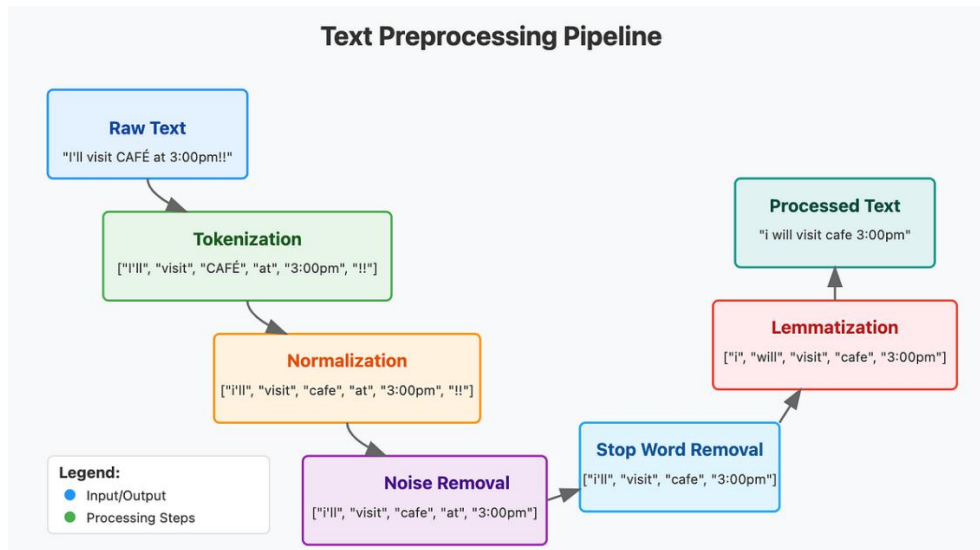 Text Preprocessing Pipeline
Raw Text
"I'll visit CAFÉ at 3:00pm!!"
Tokenization
["I'll", "visit", "CAFÉ", "at", "3:00pm", "!!"]
Normalization
["i'll", "visit", "cafe", "at", "3:00pm", "!!"]
Noise Removal
["i'll", "visit", "cafe", "at", "3:00pm"]
Stop Word Removal
["i'll", "visit", "cafe", "3:00pm"]
Lemmatization
["i", "will", "visit", "cafe", "3:00pm"]
Processed Text
"i will visit cafe 3:00pm"
Legend:
Input/Output
Processing Steps